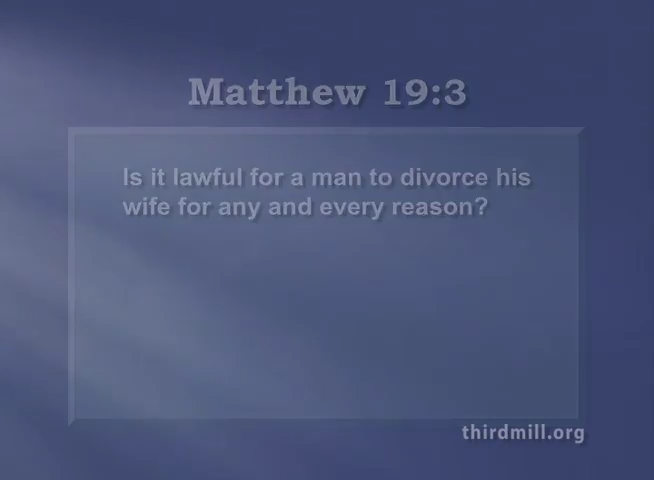 Matthew 19:3
Is it lawful for a man to divorce his
wife for any and every reason?
thirdmill.org